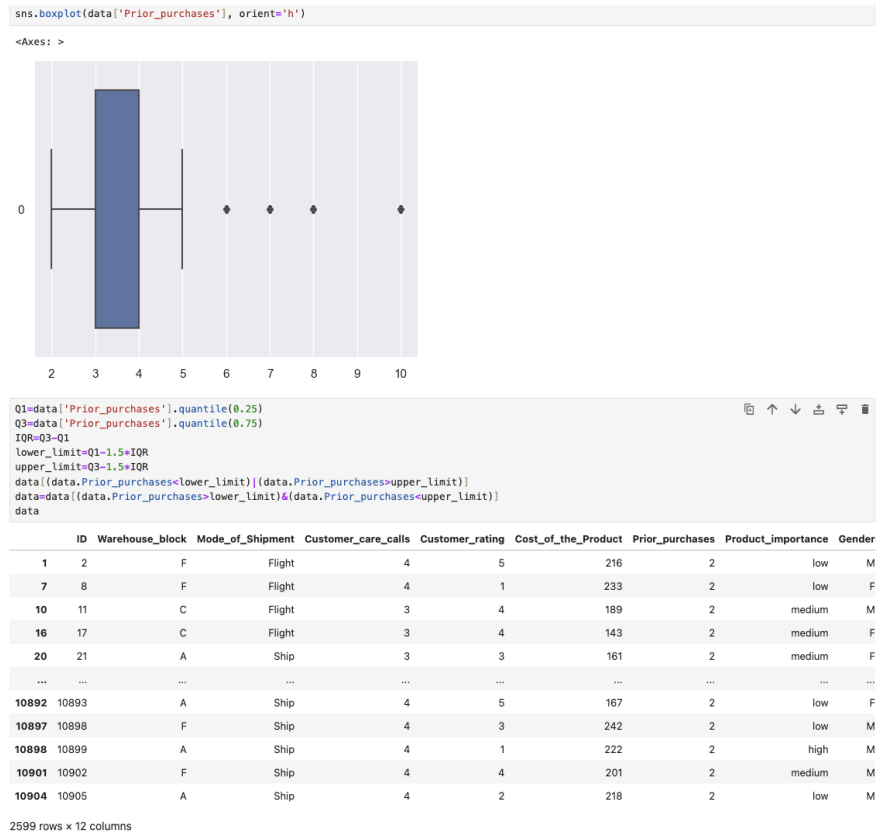 sns.boxplot(data['Prior_purchases'], orient='h')
<Axes: >
0
2 3 4 5 6 7 8 9 10
Q1=data['Prior_purchases'].quantile(0.25)
Q3=data['Prior_purchases'].quantile(0.75)
IQR=Q3-Q1
lower_limit=Q1-1.5*IQR
upper_limit=Q3-1.5*IQR
data[(data.Prior_purchases<lower_limit)|(data.Prior_purchases>upper_limit)]
data=data[(data.Prior_purchases>lower_limit)&(data.Prior_purchases<upper_limit)]
data
ID Warehouse_block Mode_of_Shipment Customer_care_calls Customer_rating Cost_of_the_Product Prior_purchases Product_importance Gender
1 2 F Flight 4 5 216 2 low M
7 8 F Flight 4 1 233 2 low F
10 11 C Flight 3 4 189 2 medium M
16 17 C Flight 3 4 143 2 medium F
20 21 A Ship 3 3 161 2 medium F
... ... ... ... ... ... ... ... ... ...
10892 10893 A Ship 4 5 167 2 low F
10897 10898 F Ship 4 3 242 2 low M
10898 10899 A Ship 4 1 222 2 high M
10901 10902 F Ship 4 4 201 2 medium M
10904 10905 A Ship 4 2 218 2 low M
2599 rows × 12 columns